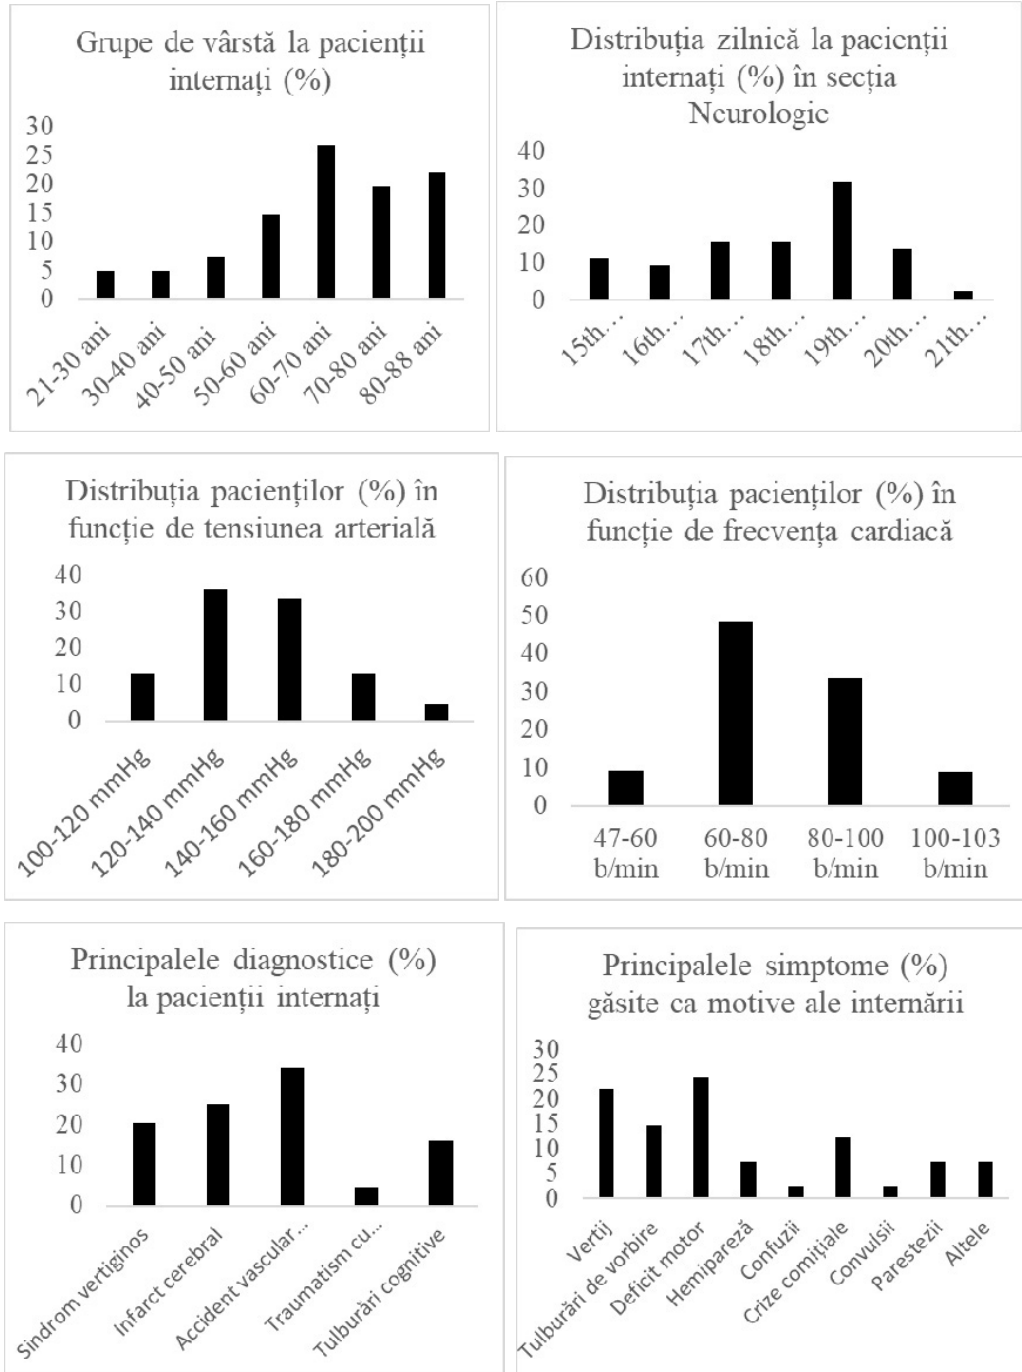 Grupe de vârstă la pacienții
internați (%)
30
25
20
15
10
5
0
21-30 ani
30-40 ani
40-50 ani
50-60 ani
60-70 ani
70-80 ani
80-88 ani
Distribuția zilnică la pacienții
internați (%) în secția
Neurologie
40
30
20
10
0
15th...
16th...
17th...
18th...
19th...
20th...
21th...
Distribuția pacienților (%) în
funcție de tensiunea arterială
40
30
20
10
0
100-120 mmHg
120-140 mmHg
140-160 mmHg
160-180 mmHg
180-200 mmHg
Distribuția pacienților (%) în
funcție de frecvența cardiacă
60
50
40
30
20
10
0
47-60 60-80 80-100 100-103
b/min b/min b/min b/min
Principalele diagnostice (%)
la pacienții internați
40
30
20
10
0
Sindrom vertiginos
Infarct cerebral
Accident vascular...
Traumatism cu...
Tulburări cognitive
Principalele simptome (%)
găsite ca motive ale internării
30
25
20
15
10
5
0
Vertij
Tulburări de vorbire
Deficit motor
Hemipareză
Confuzii
Crize comițiale
Convulsii
Parestezii
Altele